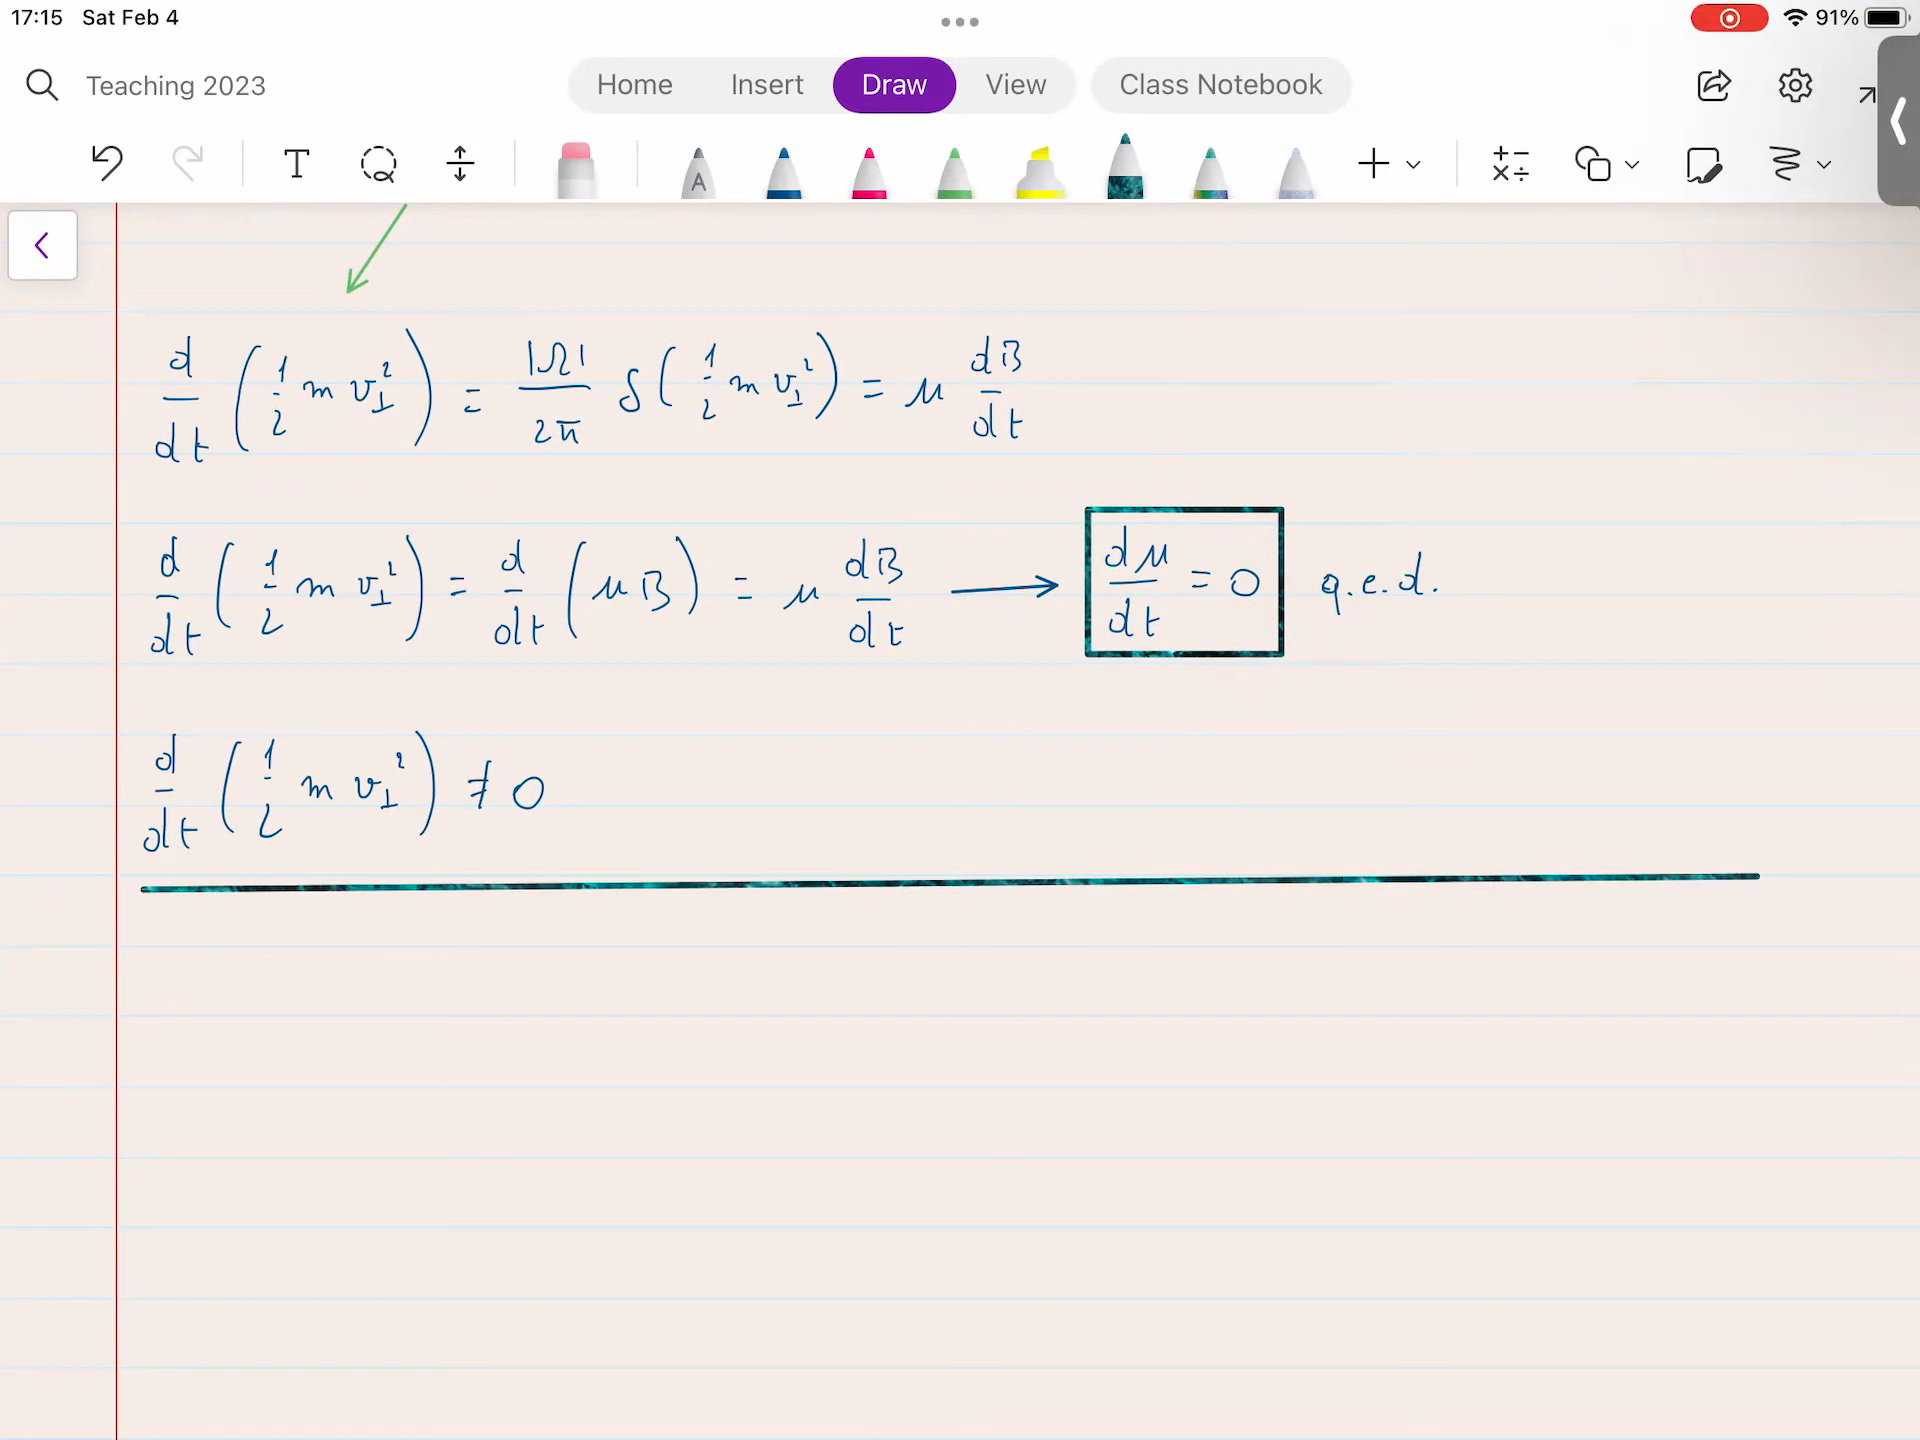 17:15 Sat Feb 4 91%
Teaching 2023 Home Insert Draw View Class Notebook
T A
d/dt (1/2 m v⊥²) = |Ω|/2π δ(1/2 m v⊥²) = μ dB/dt
d/dt (1/2 m v⊥²) = d/dt (μB) = μ dB/dt → dμ/dt = 0 q.e.d.
d/dt (1/2 m v⊥²) ≠ 0